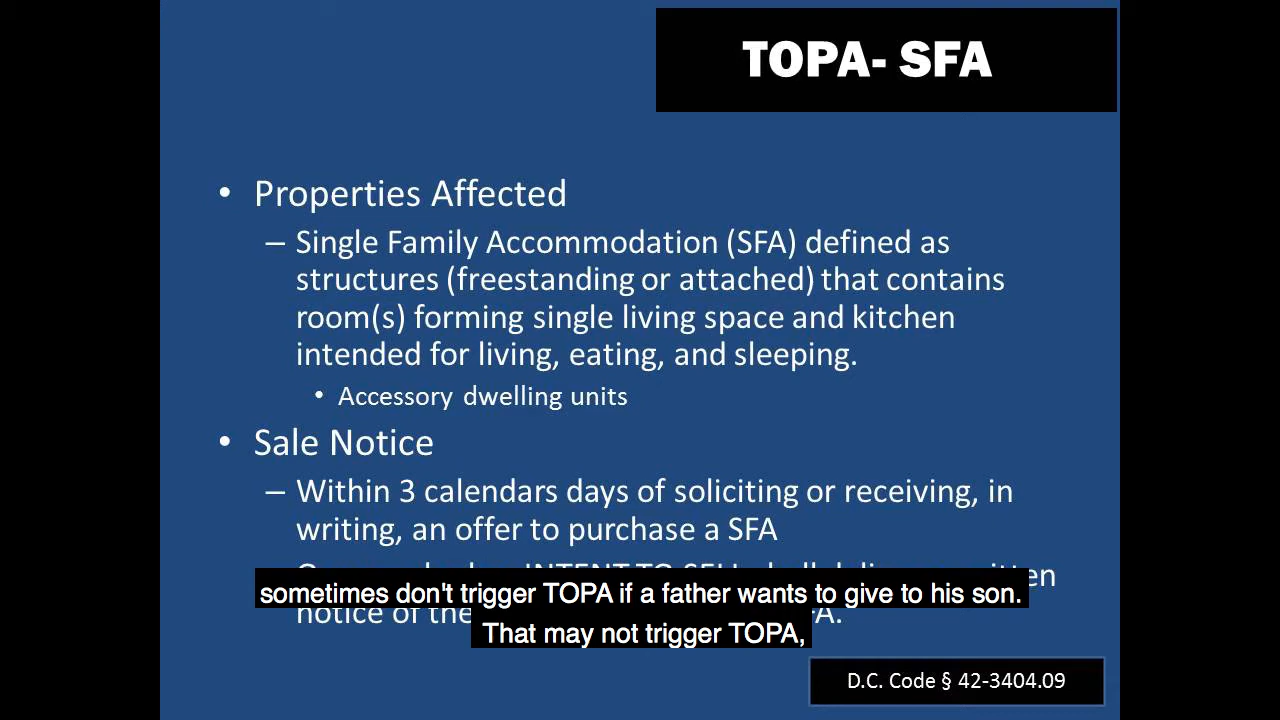 TOPA- SFA
• Properties Affected
– Single Family Accommodation (SFA) defined as
structures (freestanding or attached) that contains
room(s) forming single living space and kitchen
intended for living, eating, and sleeping.
• Accessory dwelling units
• Sale Notice
– Within 3 calendars days of soliciting or receiving, in
writing, an offer to purchase a SFA
notice of the
sometimes don't trigger TOPA if a father wants to give to his son.
That may not trigger TOPA,
D.C. Code § 42-3404.09